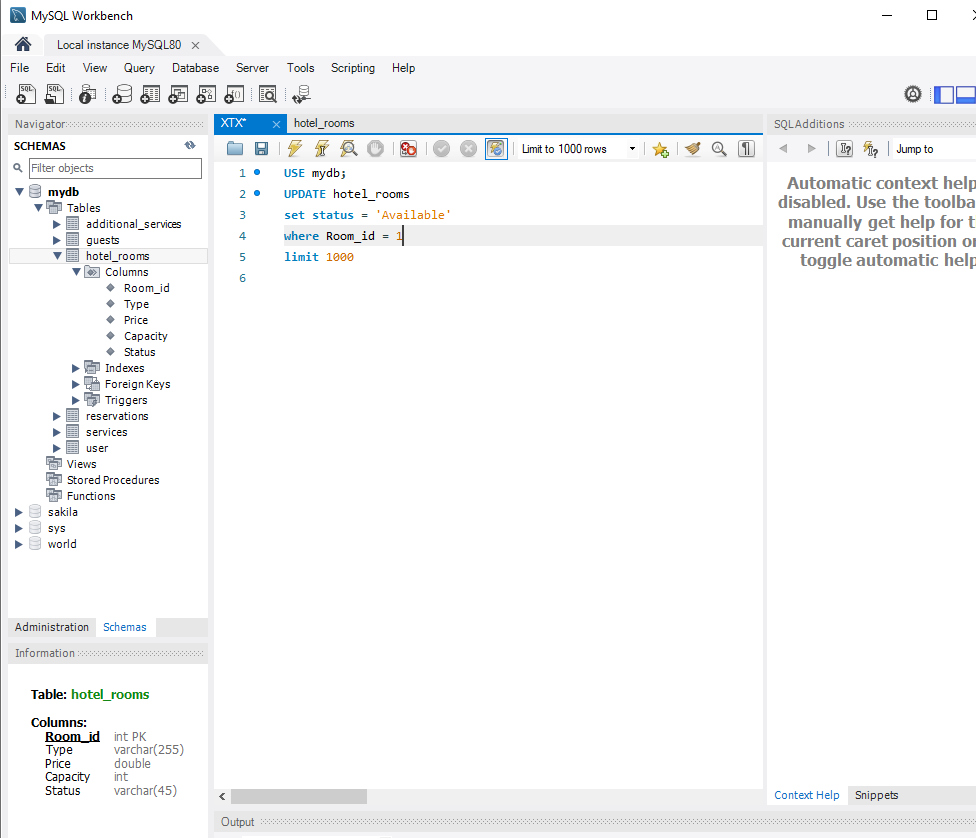 MySQL Workbench
Local instance MySQL80
File Edit View Query Database Server Tools Scripting Help
Navigator
SCHEMAS
Filter objects
mydb
Tables
additional_services
guests
hotel_rooms
Columns
Room_id
Type
Price
Capacity
Status
Indexes
Foreign Keys
Triggers
reservations
services
user
Views
Stored Procedures
Functions
sakila
sys
world
Administration Schemas
Information
Table: hotel_rooms
Columns:
Room_id int PK
Type varchar(255)
Price double
Capacity int
Status varchar(45)
XTX* hotel_rooms
Limit to 1000 rows
1 USE mydb;
2 UPDATE hotel_rooms
3 set status = 'Available'
4 where Room_id = 1
5 limit 1000
6
Output
SQLAdditions
Jump to
Automatic context help
disabled. Use the toolba
manually get help for t
current caret position or
toggle automatic help
Context Help Snippets